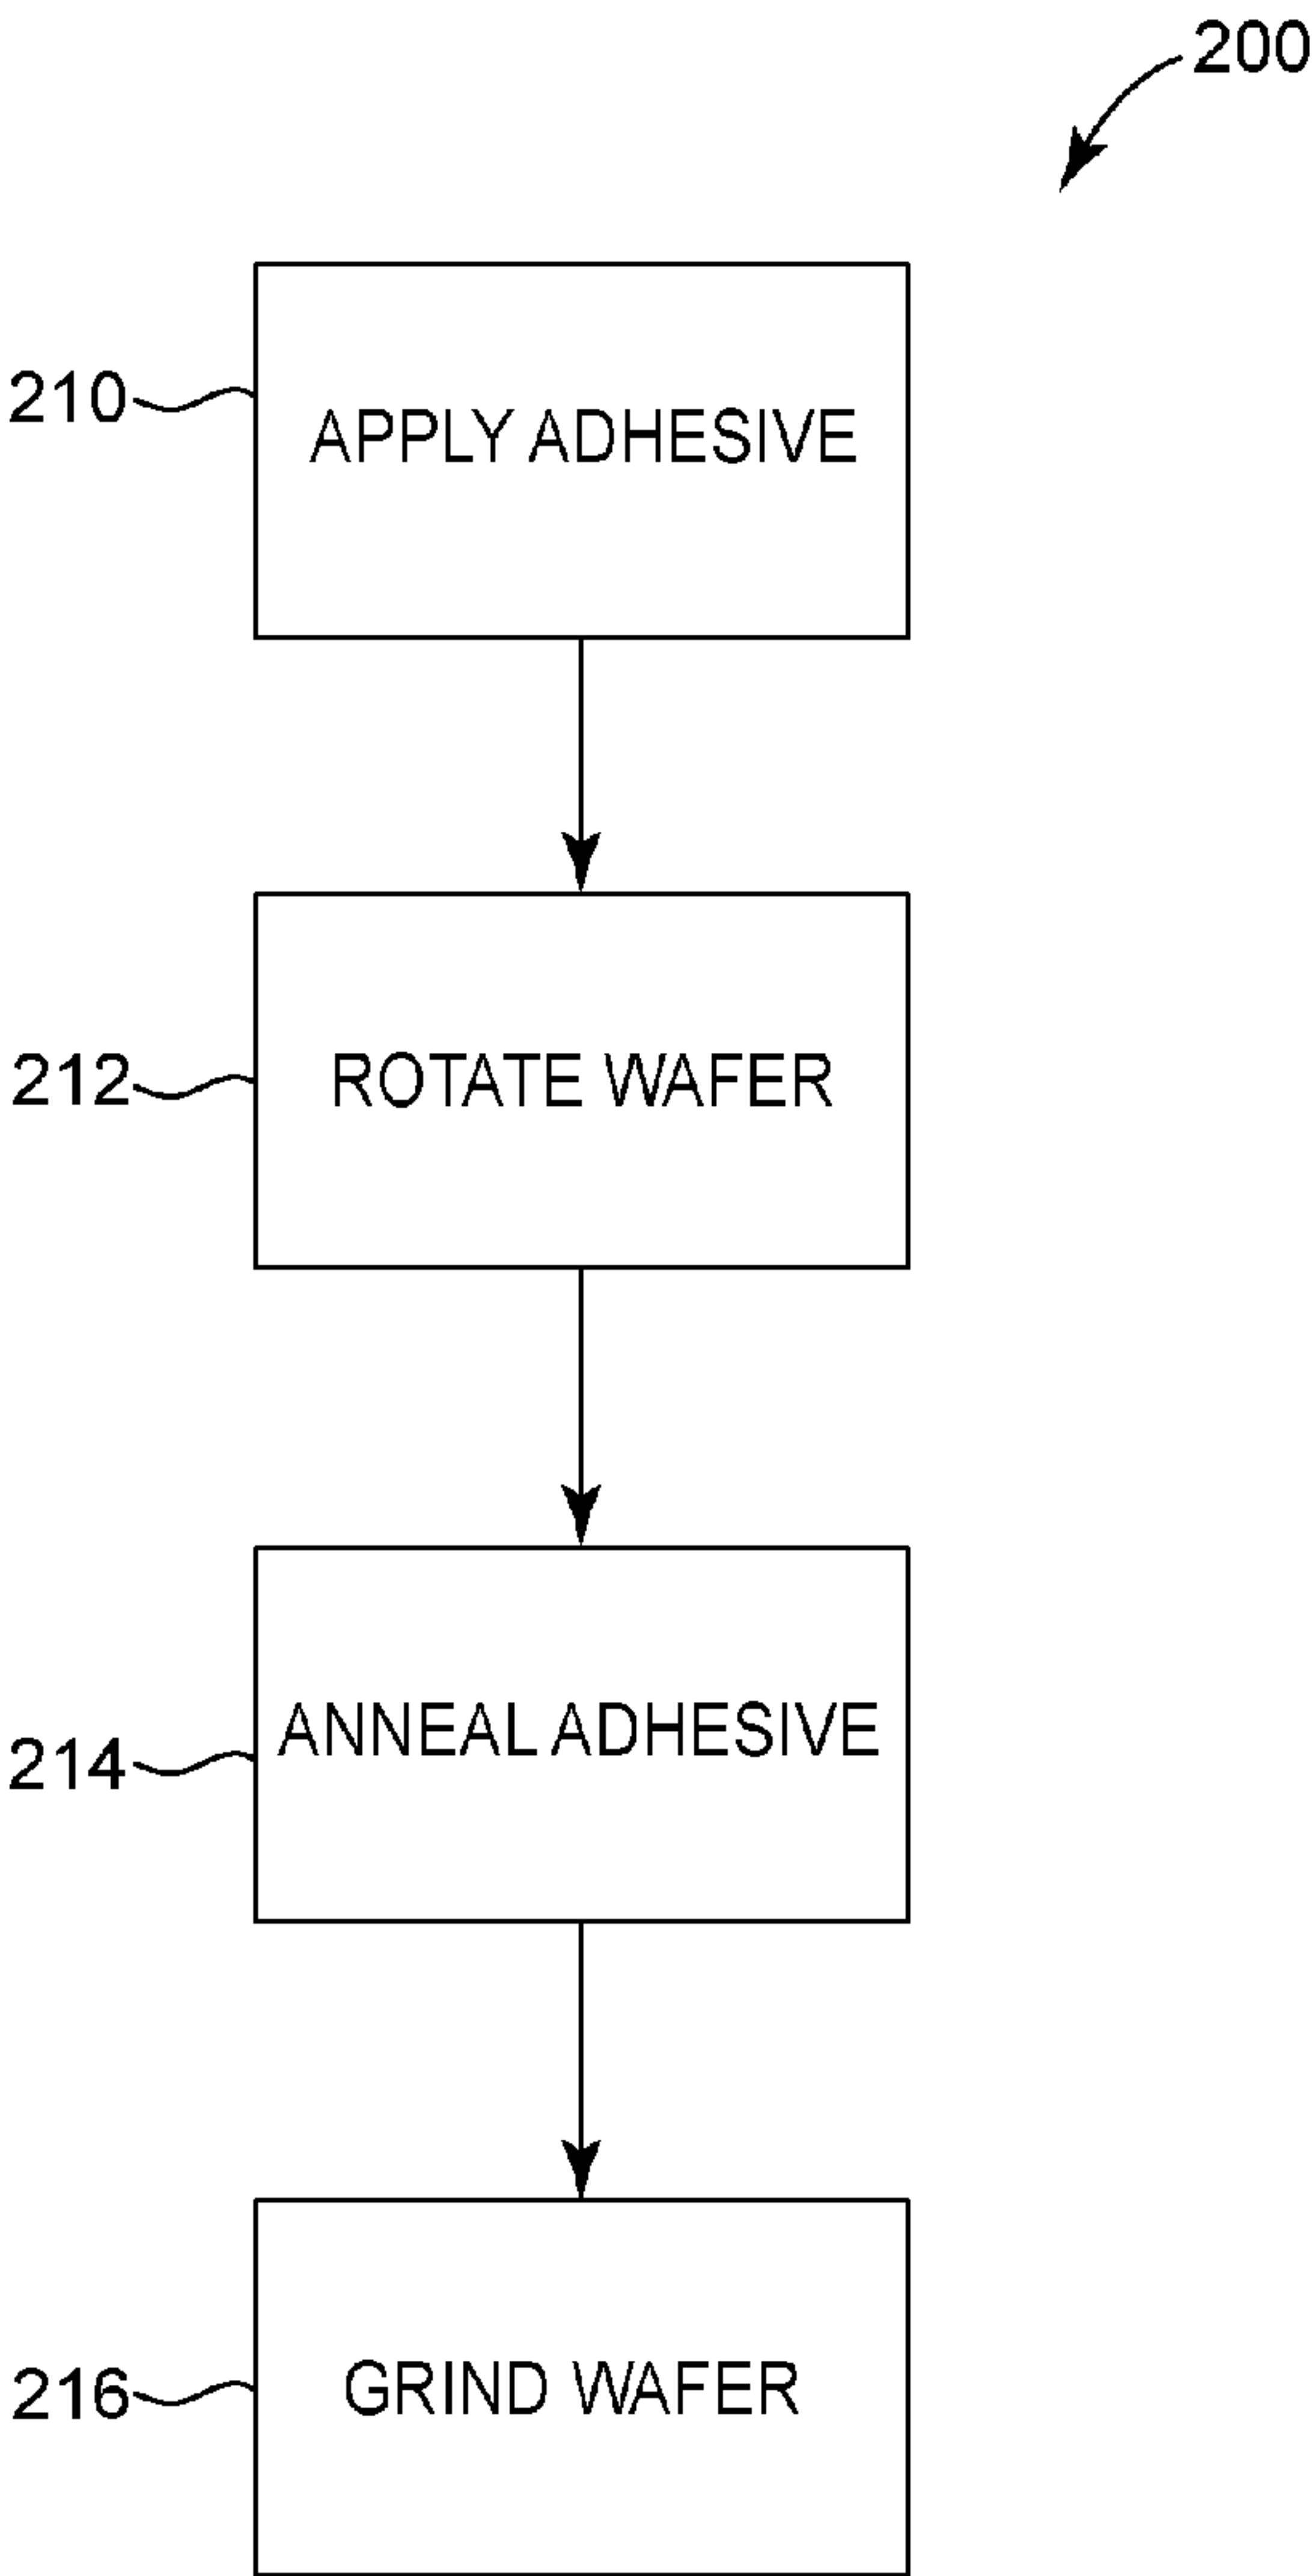 200
210
APPLY ADHESIVE
212
ROTATE WAFER
214
ANNEAL ADHESIVE
216
GRIND WAFER